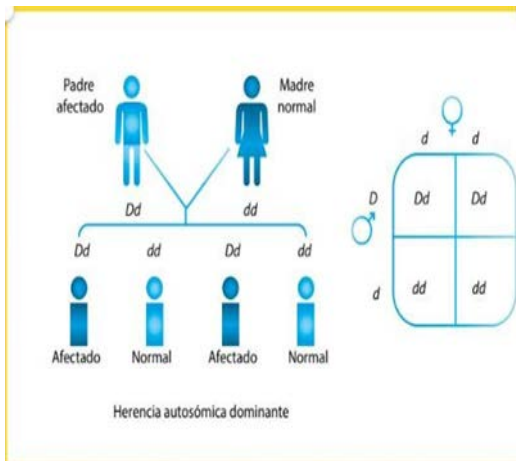 Padre
afectado
Madre
normal
Dd
dd
Dd
dd
Dd
dd
Afectado
Normal
Afectado
Normal
Herencia autosómica dominante
♀
d
d
D
Dd
Dd
♂
d
dd
dd